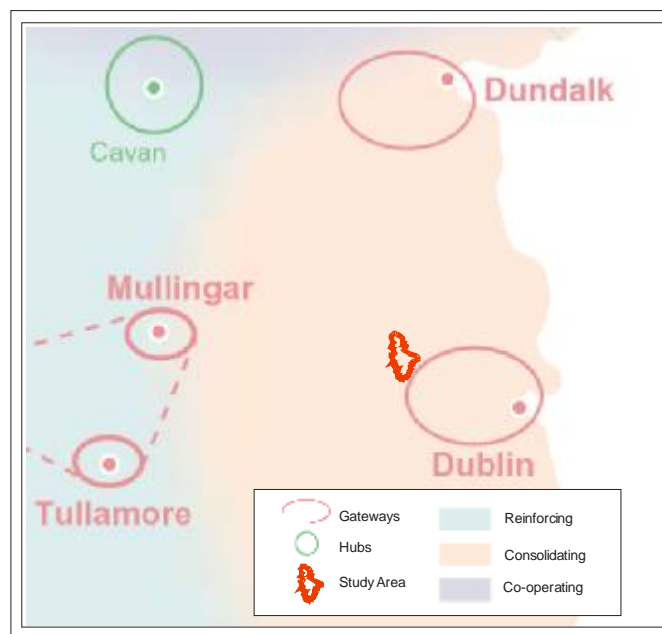 Dundalk
Cavan
Mullingar
Dublin
Tullamore
Gateways
Hubs
Study Area
Reinforcing
Consolidating
Co-operating